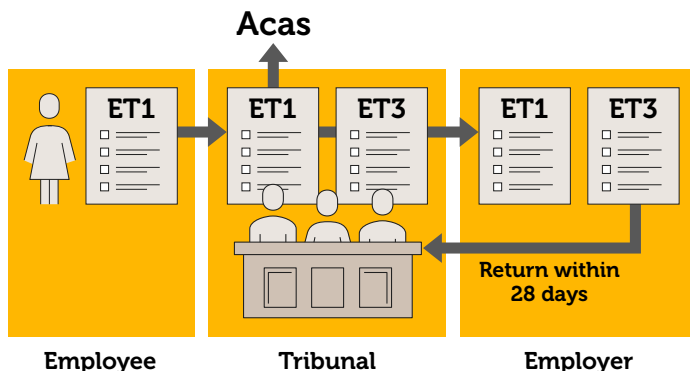 Acas
ET1
ET1
ET3
ET1
ET3
Return within
28 days
Employee
Tribunal
Employer